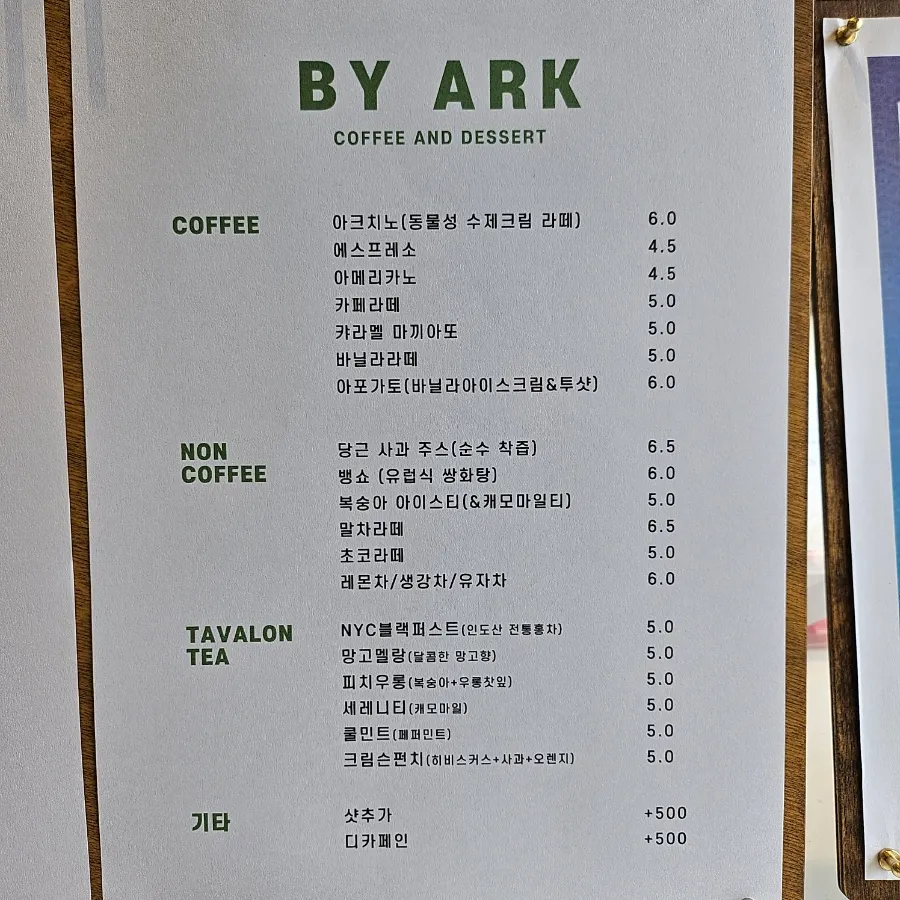 BY ARK
COFFEE AND DESSERT
COFFEE
아크치노(동물성 수제크림 라떼) 6.0
에스프레소 4.5
아메리카노 4.5
카페라떼 5.0
캬라멜 마끼아또 5.0
바닐라라떼 5.0
아포가토(바닐라아이스크림&투샷) 6.0
NON
COFFEE
당근 사과 주스(순수 착즙) 6.5
뱅쇼 (유럽식 쌍화탕) 6.0
복숭아 아이스티(&캐모마일티) 5.0
말차라떼 6.5
초코라떼 5.0
레몬차/생강차/유자차 6.0
TAVALON
TEA
NYC블랙퍼스트(인도산 전통홍차) 5.0
망고멜랑(달콤한 망고향) 5.0
피치우롱(복숭아+우롱찻잎) 5.0
세레니티(캐모마일) 5.0
쿨민트(페퍼민트) 5.0
크림슨펀치(히비스커스+사과+오렌지) 5.0
기타
샷추가 +500
디카페인 +500